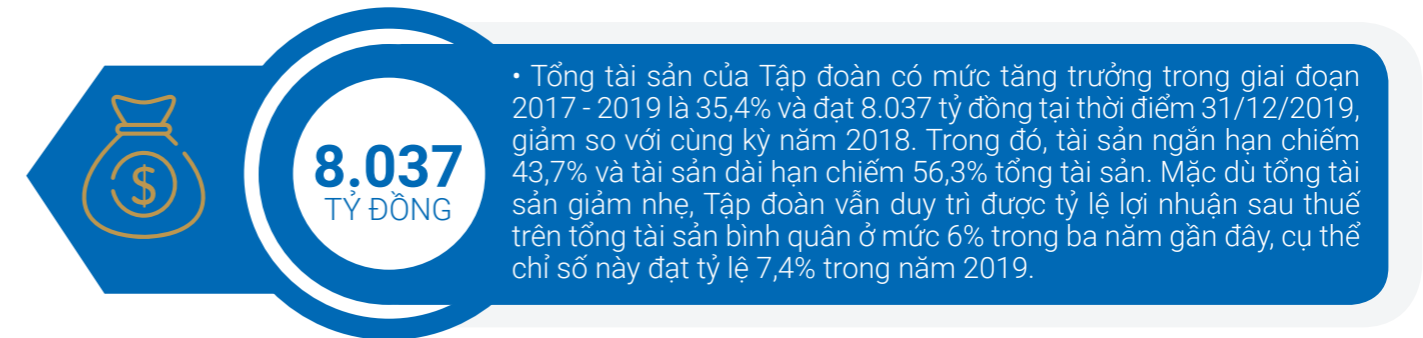 8.037
TỶ ĐỒNG
• Tổng tài sản của Tập đoàn có mức tăng trưởng trong giai đoạn
2017 - 2019 là 35,4% và đạt 8.037 tỷ đồng tại thời điểm 31/12/2019,
giảm so với cùng kỳ năm 2018. Trong đó, tài sản ngắn hạn chiếm
43,7% và tài sản dài hạn chiếm 56,3% tổng tài sản. Mặc dù tổng tài
sản giảm nhẹ, Tập đoàn vẫn duy trì được tỷ lệ lợi nhuận sau thuế
trên tổng tài sản bình quân ở mức 6% trong ba năm gần đây, cụ thể
chỉ số này đạt tỷ lệ 7,4% trong năm 2019.